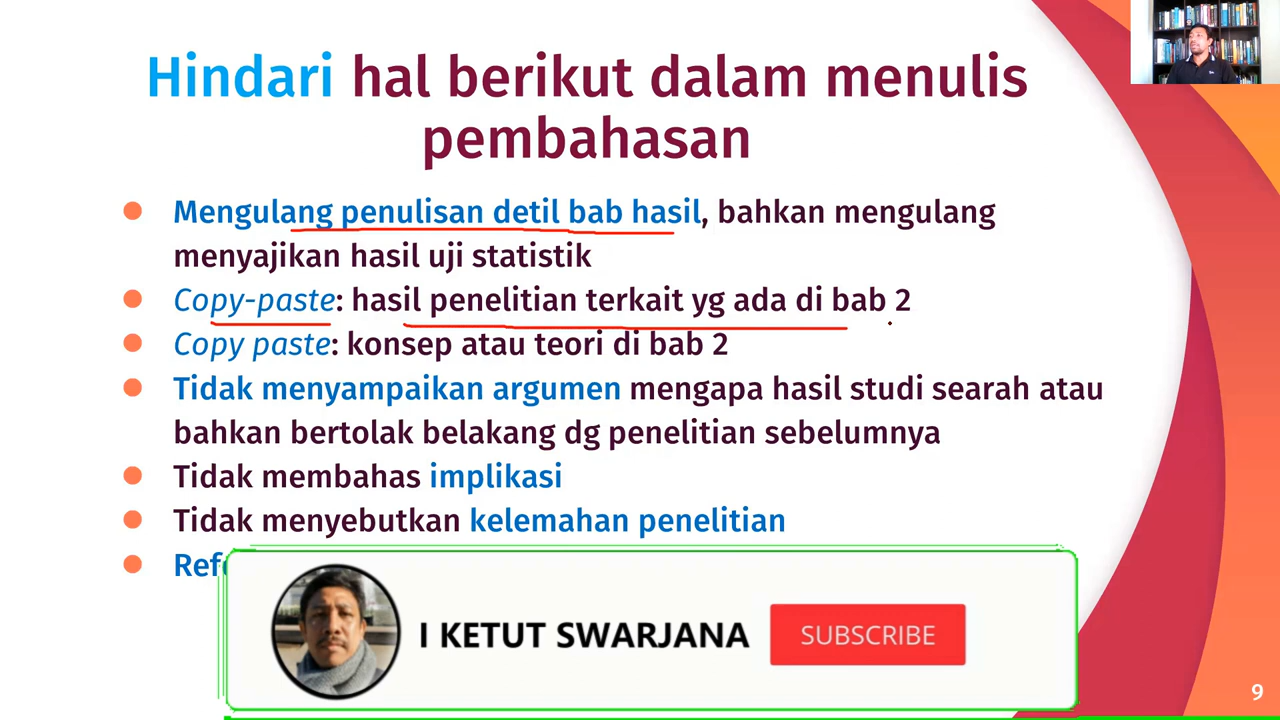 Hindari hal berikut dalam menulis
pembahasan
Mengulang penulisan detil bab hasil, bahkan mengulang
menyajikan hasil uji statistik
Copy-paste: hasil penelitian terkait yg ada di bab 2
Copy paste: konsep atau teori di bab 2
Tidak menyampaikan argumen mengapa hasil studi searah atau
bahkan bertolak belakang dg penelitian sebelumnya
Tidak membahas implikasi
Tidak menyebutkan kelemahan penelitian
I KETUT SWARJANA
SUBSCRIBE
9